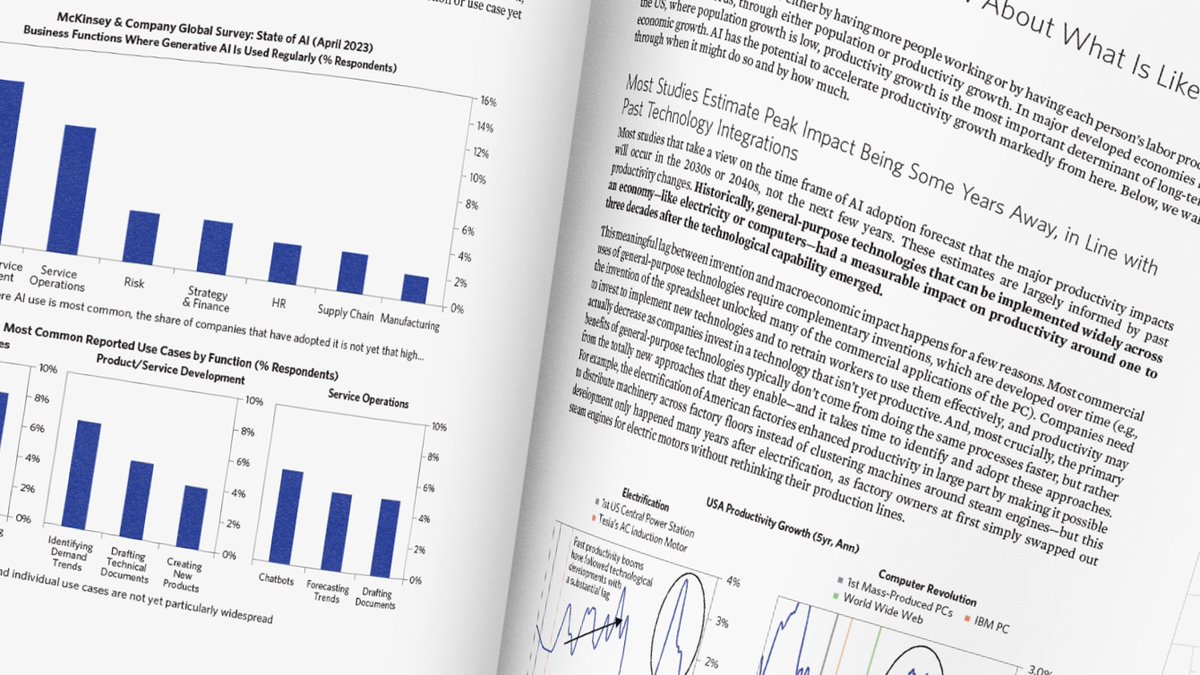 or use case yet
McKinsey & Company Global Survey: State of AI (April 2023)
Business Functions Where Generative AI Is Used Regularly (% Respondents)
16%
14%
12%
10%
8%
6%
4%
2%
0%
Service
Operations
Risk
Strategy
& Finance
HR
Supply Chain
Manufacturing
AI use is most common, the share of companies that have adopted it is not yet that high...
Most Common Reported Use Cases by Function (% Respondents)
10%
8%
6%
4%
2%
0%
Product/Service Development
10%
8%
6%
4%
2%
0%
Identifying
Demand
Trends
Drafting
Technical
Documents
Creating
New
Products
Service Operations
10%
8%
6%
4%
2%
0%
Chatbots
Forecasting
Trends
Drafting
Documents
individual use cases are not yet particularly widespread
About What Is
either by having more people working or by having each person's labor
through either population or productivity growth. In major developed economies
the US, where population growth is low, productivity growth is the most important determinant of
economic growth. AI has the potential to accelerate productivity growth markedly from here. Below, we
through when it might do so and by how much.
Most Studies Estimate Peak Impact Being Some Years Away, in Line with
Past Technology Integrations
Most studies that take a view on the time frame of AI adoption forecast that the major productivity impacts
will occur in the 2030s or 2040s, not the next few years. These estimates are largely informed by past
productivity changes. Historically, general-purpose technologies that can be implemented widely across
an economy—like electricity or computers—had a measurable impact on productivity around one to
three decades after the technological capability emerged.
This meaningful lag between invention and macroeconomic impact happens for a few reasons. Most commercial
uses of general-purpose technologies require complementary inventions, which are developed over time (e.g.,
the invention of the spreadsheet unlocked many of the commercial applications of the PC). Companies need
to invest to implement new technologies and to retrain workers to use them effectively, and productivity may
actually decrease as companies invest in a technology that isn't yet productive. And, most crucially, the primary
benefits of general-purpose technologies typically don't come from doing the same processes faster, but rather
from the totally new approaches that they enable—and it takes time to identify and adopt these approaches.
For example, the electrification of American factories enhanced productivity in large part by making it possible
to distribute machinery across factory floors instead of clustering machines around steam engines—but this
development only happened many years after electrification, as factory owners at first simply swapped out
steam engines for electric motors without rethinking their production lines.
USA Productivity Growth (5yr, Ann)
Electrification
1st US Central Power Station
Tesla's AC Induction Motor
Past productivity booms
have followed technological
developments with
a substantial lag
4%
3%
2%
Computer Revolution
1st Mass-Produced PCs
IBM PC
World Wide Web
3.0%